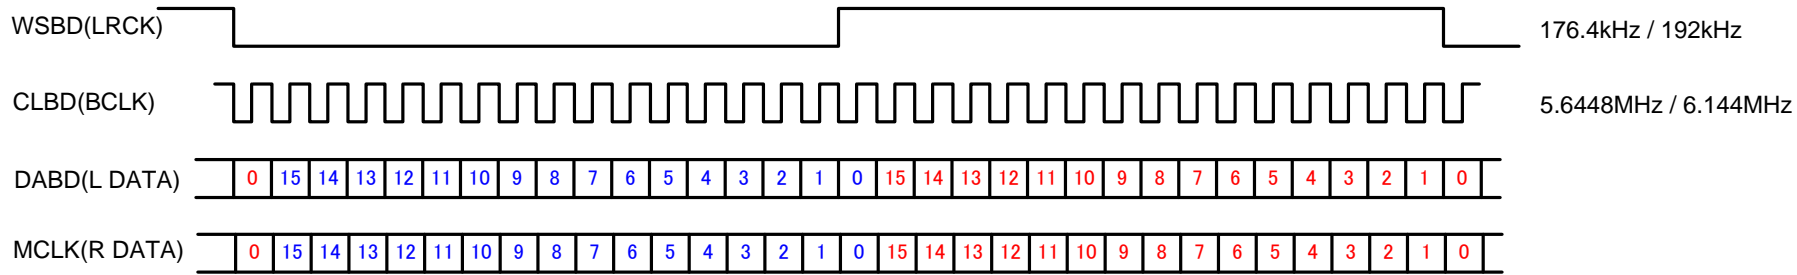 WSBD(LRCK) 176.4kHz / 192kHz
CLBD(BCLK) 5.6448MHz / 6.144MHz
DABD(L DATA) 0 15 14 13 12 11 10 9 8 7 6 5 4 3 2 1 0 15 14 13 12 11 10 9 8 7 6 5 4 3 2 1 0
MCLK(R DATA) 0 15 14 13 12 11 10 9 8 7 6 5 4 3 2 1 0 15 14 13 12 11 10 9 8 7 6 5 4 3 2 1 0